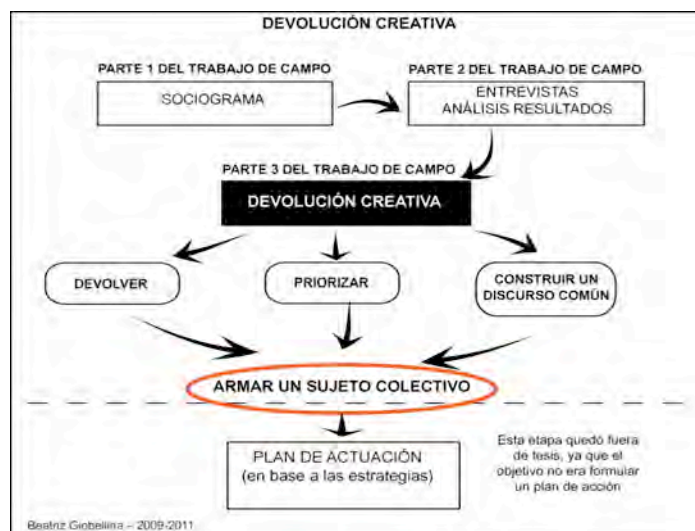 DEVOLUCIÓN CREATIVA
PARTE 1 DEL TRABAJO DE CAMPO
SOCIOGRAMA
PARTE 2 DEL TRABAJO DE CAMPO
ENTREVISTAS
ANÁLISIS RESULTADOS
PARTE 3 DEL TRABAJO DE CAMPO
DEVOLUCIÓN CREATIVA
DEVOLVER
PRIORIZAR
CONSTRUIR UN
DISCURSO COMÚN
ARMAR UN SUJETO COLECTIVO
PLAN DE ACTUACIÓN
(en base a las estrategias)
Esta etapa quedó fuera
de tesis, ya que el
objetivo no era formular
un plan de acción
Beatriz Giobellina – 2009-2011